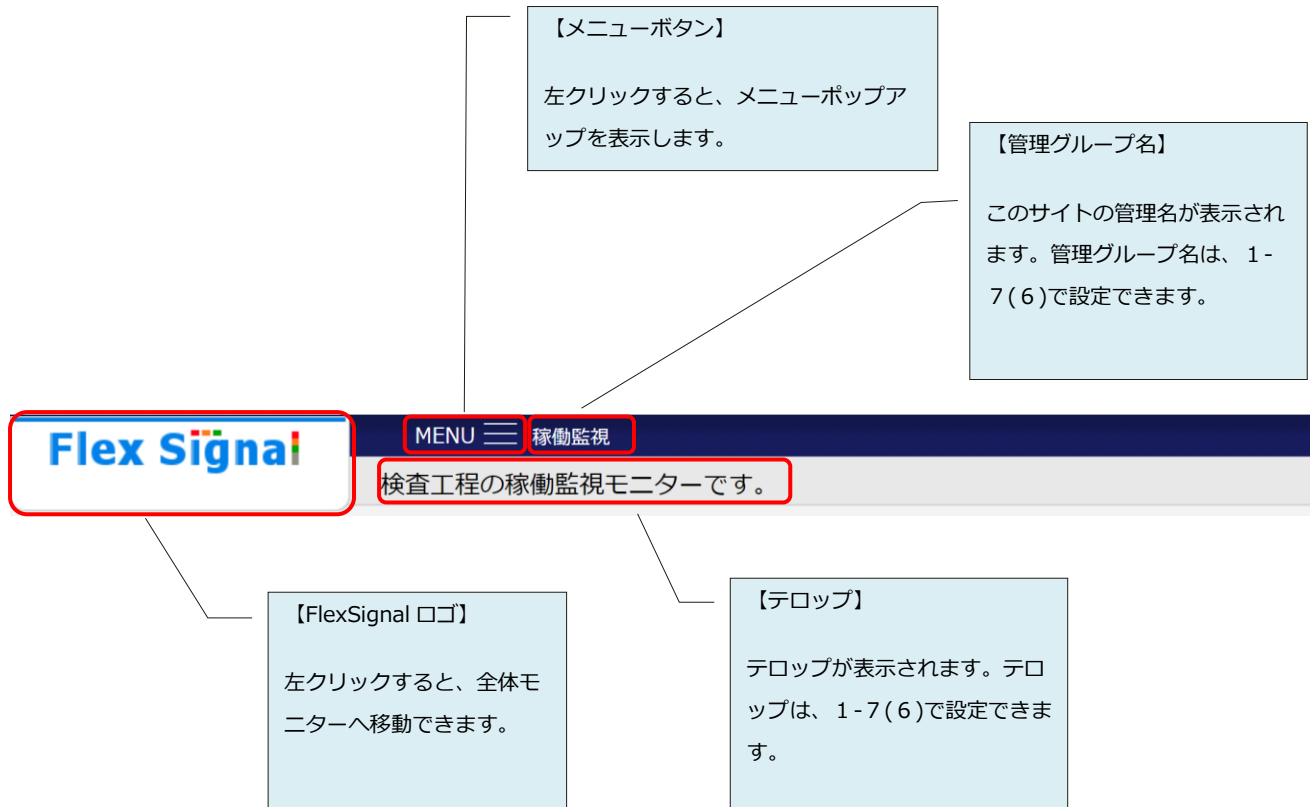 【メニューボタン】
左クリックすると、メニューポップア
ップを表示します。
【管理グループ名】
このサイトの管理名が表示され
ます。管理グループ名は、１-
７(６)で設定できます。
Flex Signal
MENU 稼働監視
検査工程の稼働監視モニターです。
【FlexSignal ロゴ】
左クリックすると、全体モ
ニターへ移動できます。
【テロップ】
テロップが表示されます。テロ
ップは、１-７(６)で設定できま
す。